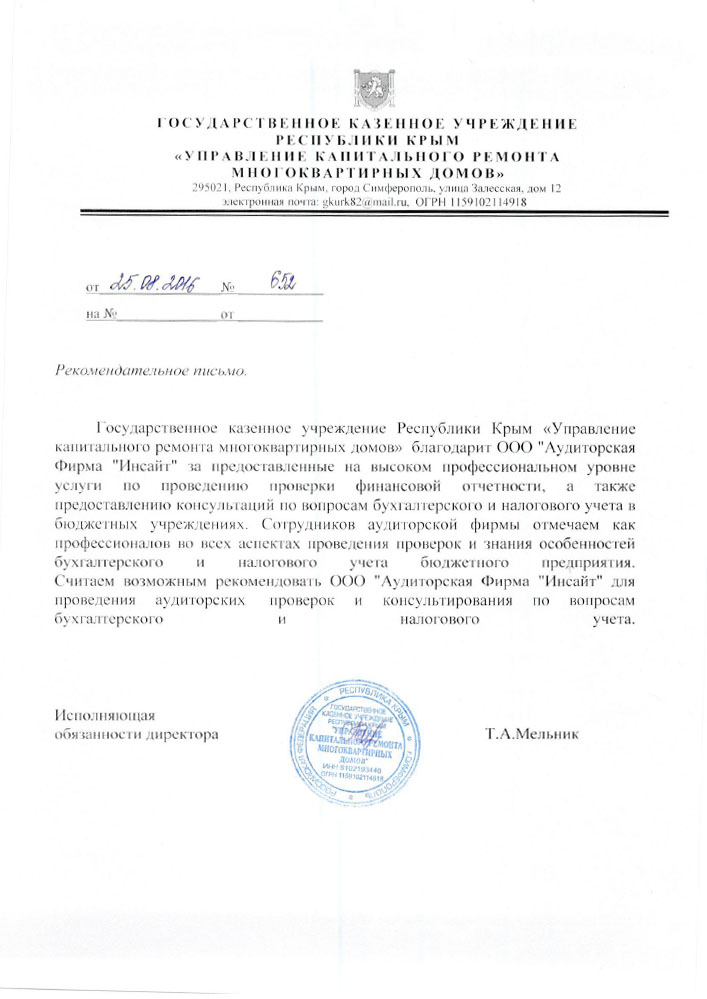 ГОСУДАРСТВЕННОЕ КАЗЕННОЕ УЧРЕЖДЕНИЕ
РЕСПУБЛИКИ КРЫМ
«УПРАВЛЕНИЕ КАПИТАЛЬНОГО РЕМОНТА
МНОГОКВАРТИРНЫХ ДОМОВ»
295021, Республика Крым, город Симферополь, улица Залесская, дом 12
электронная почта: gkurk82@mail.ru, ОГРН 1159102114918
от 25.08.2016 № 652
на № от
Рекомендательное письмо.
Государственное казенное учреждение Республики Крым «Управление
капитального ремонта многоквартирных домов» благодарит ООО "Аудиторская
Фирма "Инсайт" за предоставленные на высоком профессиональном уровне
услуги по проведению проверки финансовой отчетности, а также
предоставлению консультаций по вопросам бухгалтерского и налогового учета в
бюджетных учреждениях. Сотрудников аудиторской фирмы отмечаем как
профессионалов во всех аспектах проведения проверок и знания особенностей
бухгалтерского и налогового учета бюджетного предприятия.
Считаем возможным рекомендовать ООО "Аудиторская Фирма "Инсайт" для
проведения аудиторских проверок и консультирования по вопросам
бухгалтерского и налогового учета.
Исполняющая
обязанности директора Т.А.Мельник
РОССИЙСКАЯ ФЕДЕРАЦИЯ * РЕСПУБЛИКА КРЫМ * Г.СИМФЕРОПОЛЬ *
ГОСУДАРСТВЕННОЕ
КАЗЕННОЕ УЧРЕЖДЕНИЕ
РЕСПУБЛИКИ КРЫМ
"УПРАВЛЕНИЕ
КАПИТАЛЬНОГО РЕМОНТА
МНОГОКВАРТИРНЫХ
ДОМОВ"
ИНН 9102193440
ОГРН 1159102114918